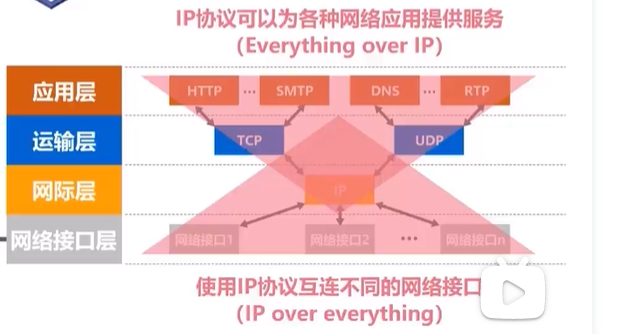 IP协议可以为各种网络应用提供服务
（Everything over IP）
应用层
HTTP ··· SMTP DNS ··· RTP
运输层
TCP UDP
网际层
IP
网络接口层
网络接口1 网络接口2 ··· 网络接口n
使用IP协议互连不同的网络接口
（IP over everything）